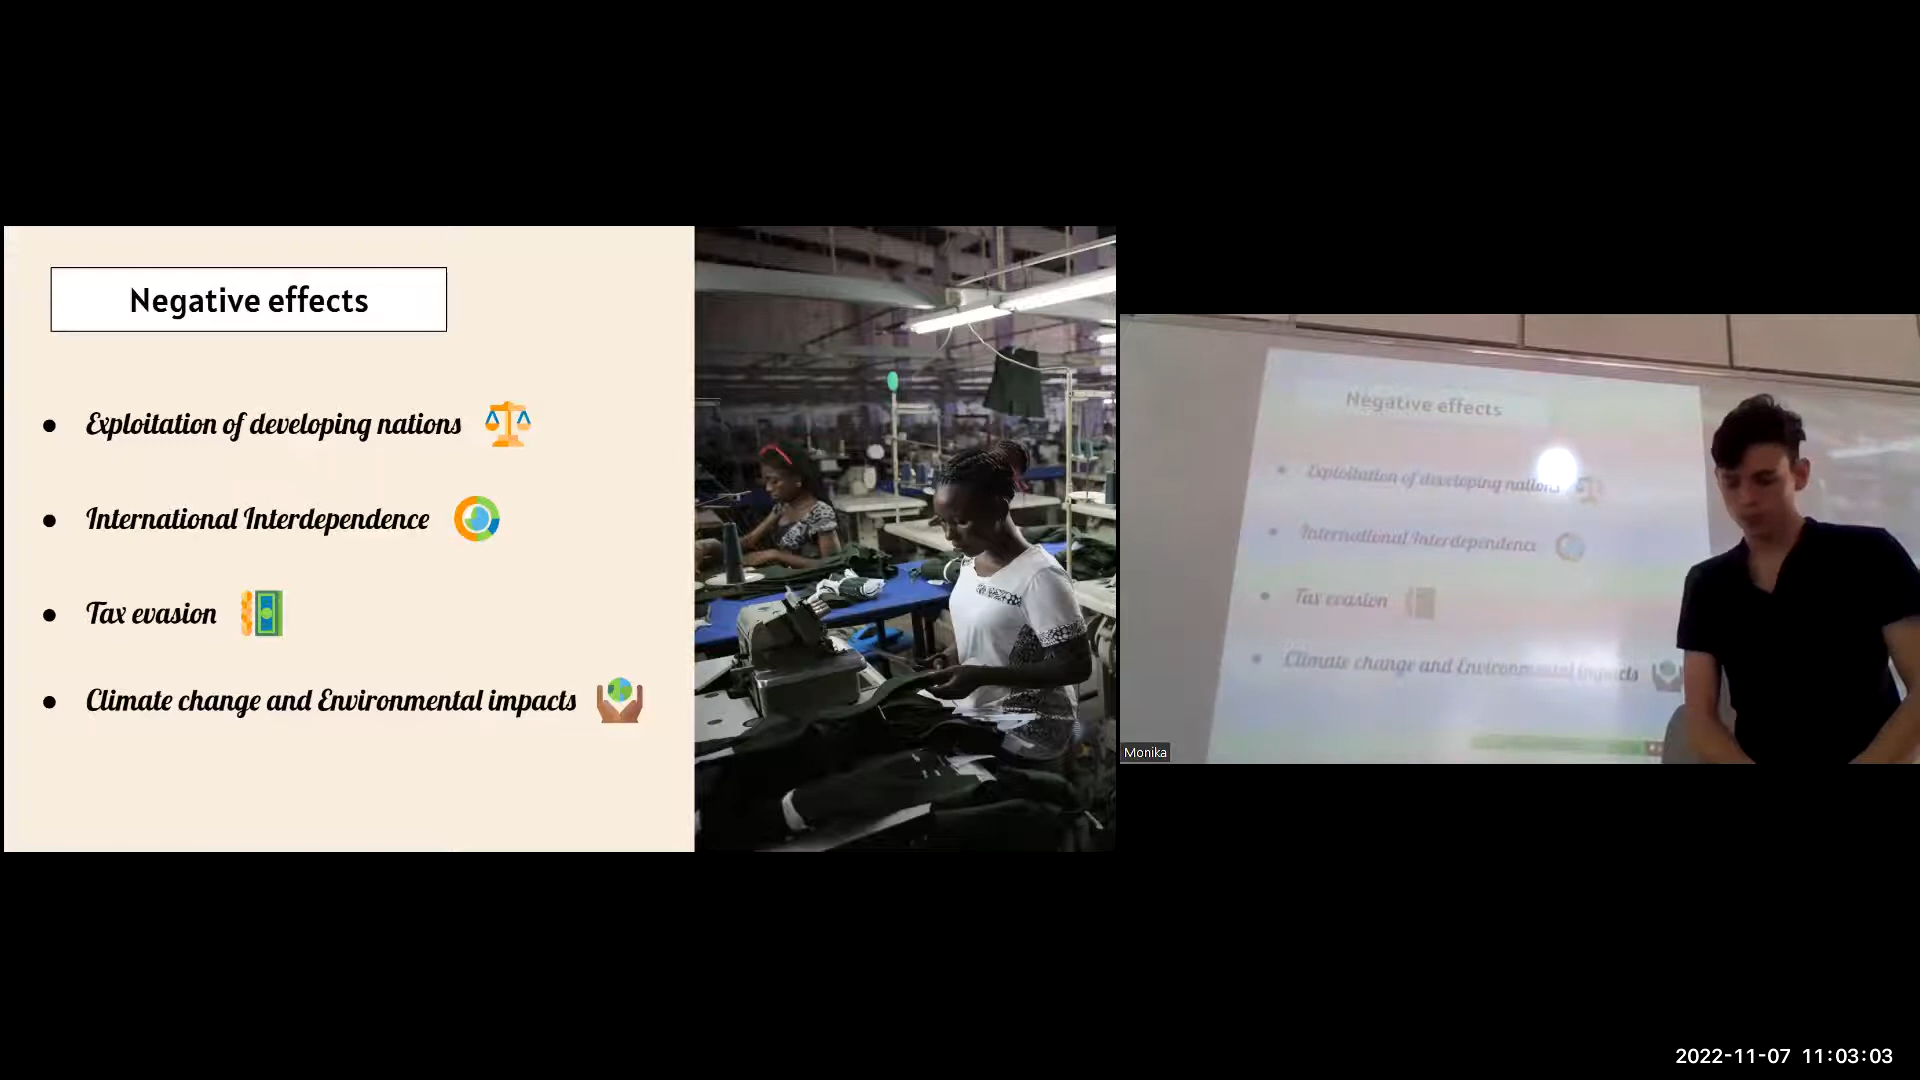 Negative effects
● Exploitation of developing nations
● International Interdependence
● Tax evasion
● Climate change and Environmental impacts
Negative effects
● Exploitation of developing nations
● International Interdependence
● Tax evasion
● Climate change and Environmental impacts
Monika
2022-11-07 11:03:03